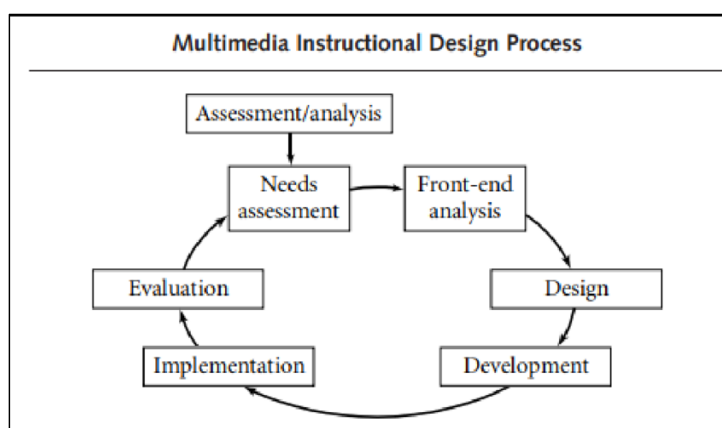 Multimedia Instructional Design Process
Assessment/analysis
Needs
assessment
Front-end
analysis
Evaluation
Design
Implementation
Development